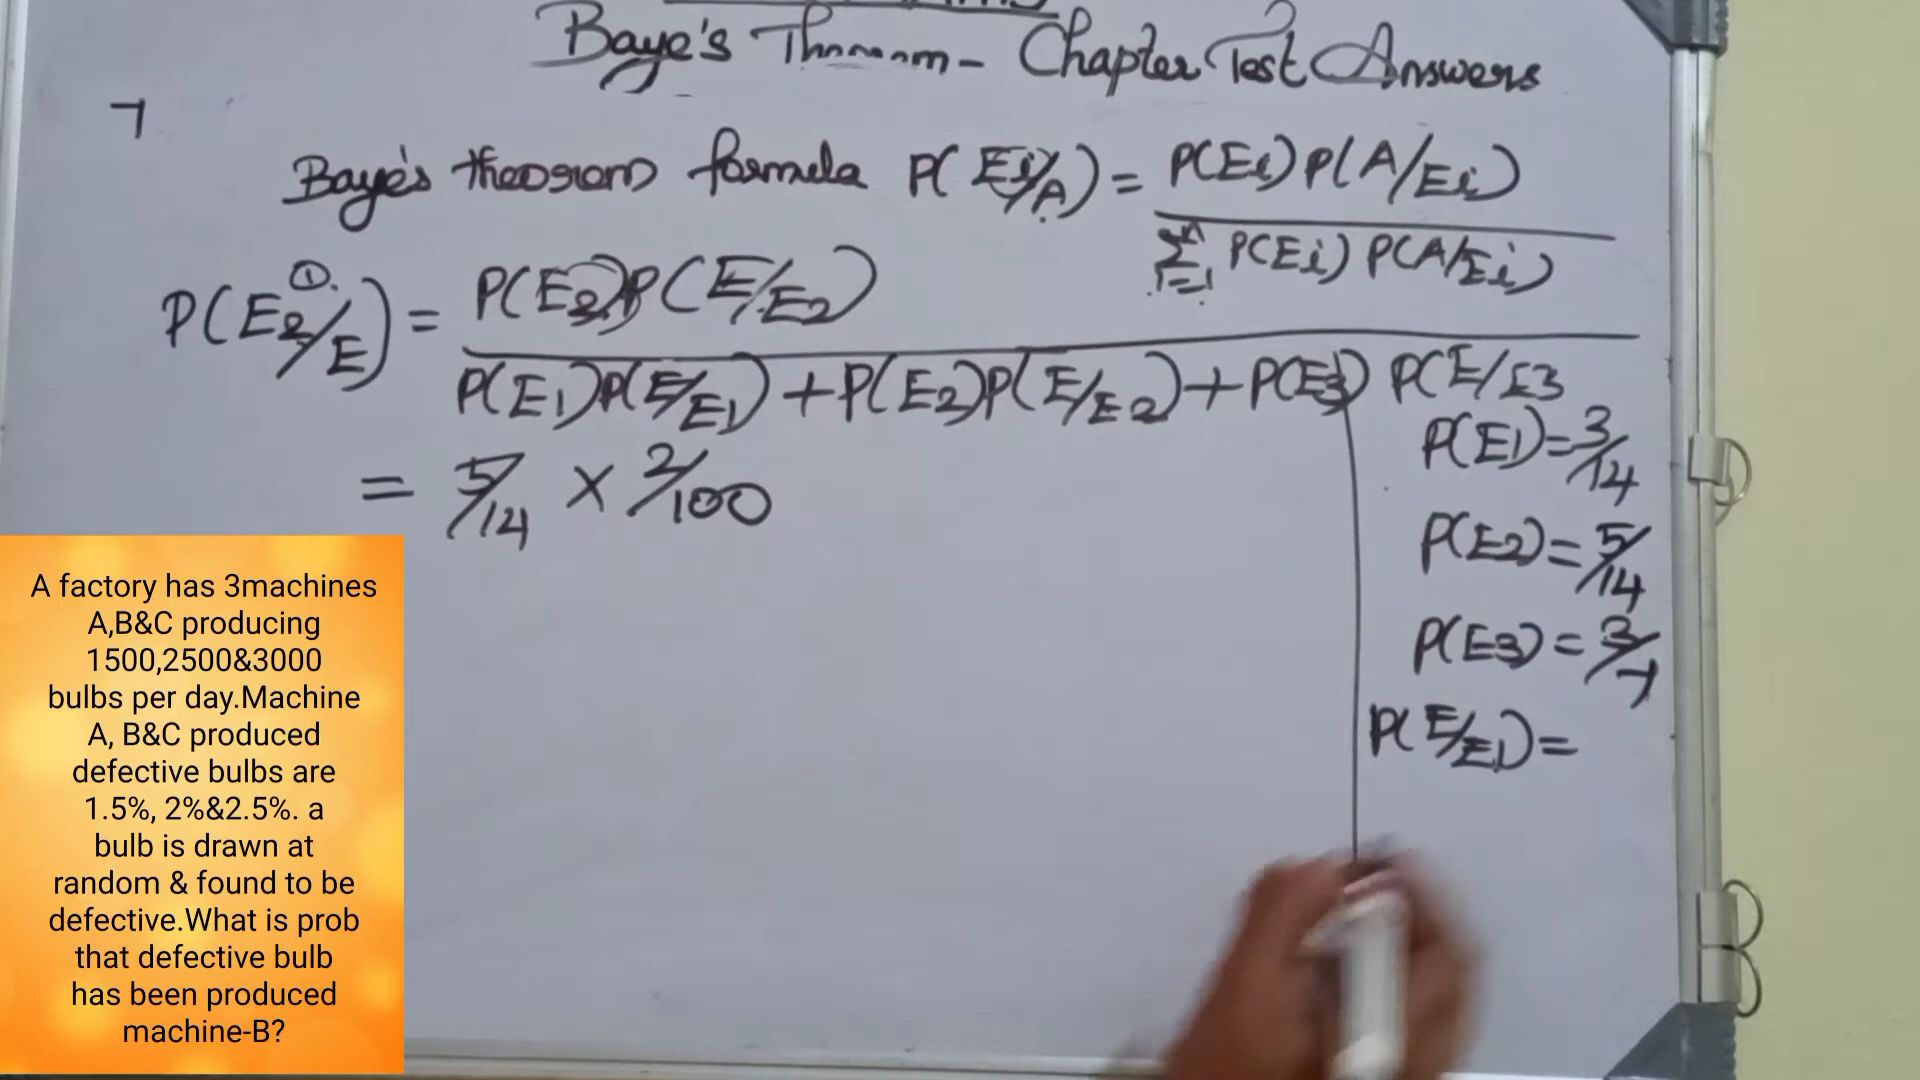 Baye's - Chapter Test Answers
7
Baye's theorem formula P(Ei/A) = P(Ei) P(A/Ei)
n
Σ P(Ei) P(A/Ei)
i=1
①
P(E2/E) = P(E2)P(E/E2)
P(E1)P(E/E1) + P(E2)P(E/E2) + P(E3) P(E/E3
= 5/14 × 2/100
P(E1) = 3/14
P(E2) = 5/14
P(E3) = 3/7
P(E/E1) =
A factory has 3machines
A,B&C producing
1500,2500&3000
bulbs per day.Machine
A, B&C produced
defective bulbs are
1.5%, 2%&2.5%. a
bulb is drawn at
random & found to be
defective.What is prob
that defective bulb
has been produced
machine-B?